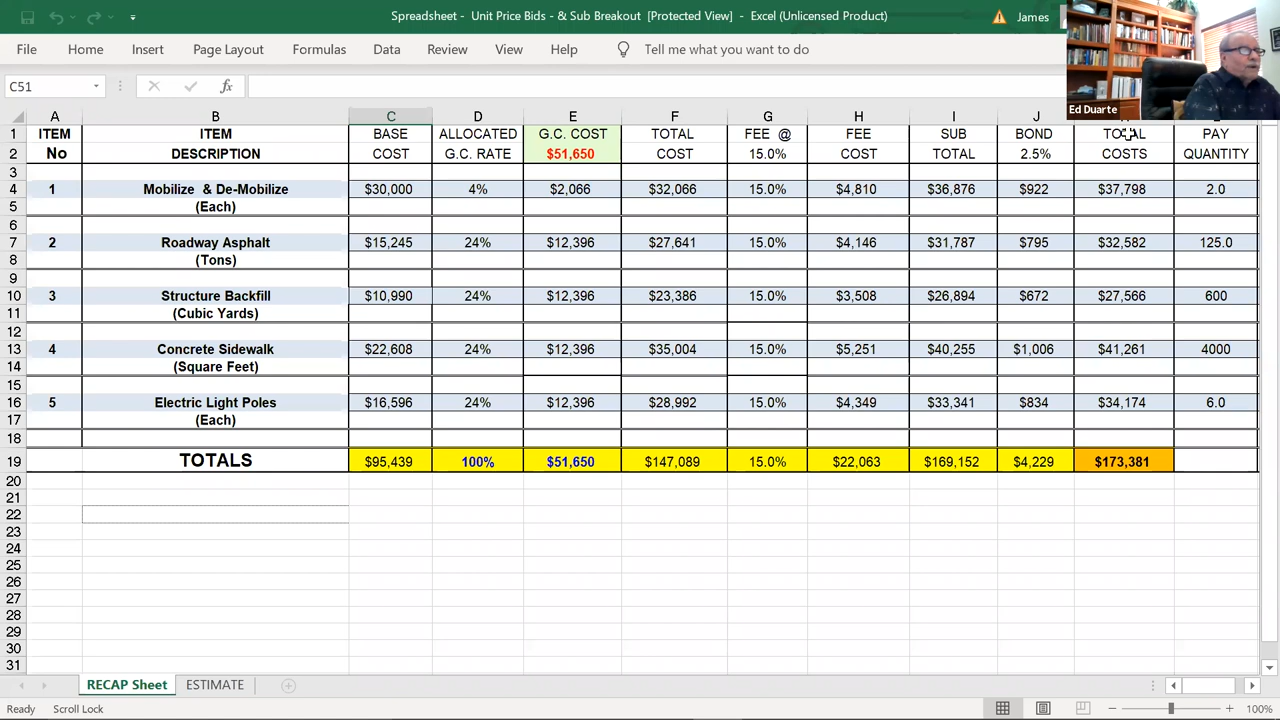 Spreadsheet - Unit Price Bids - & Sub Breakout [Protected View] - Excel (Unlicensed Product) James
File Home Insert Page Layout Formulas Data Review View Help Tell me what you want to do
C51 fx
Ed Duarte
A B C D E F G H I J
1 ITEM ITEM BASE ALLOCATED G.C. COST TOTAL FEE @ FEE SUB BOND TOTAL PAY
2 No DESCRIPTION COST G.C. RATE $51,650 COST 15.0% COST TOTAL 2.5% COSTS QUANTITY
3
4 1 Mobilize & De-Mobilize $30,000 4% $2,066 $32,066 15.0% $4,810 $36,876 $922 $37,798 2.0
5 (Each)
6
7 2 Roadway Asphalt $15,245 24% $12,396 $27,641 15.0% $4,146 $31,787 $795 $32,582 125.0
8 (Tons)
9
10 3 Structure Backfill $10,990 24% $12,396 $23,386 15.0% $3,508 $26,894 $672 $27,566 600
11 (Cubic Yards)
12
13 4 Concrete Sidewalk $22,608 24% $12,396 $35,004 15.0% $5,251 $40,255 $1,006 $41,261 4000
14 (Square Feet)
15
16 5 Electric Light Poles $16,596 24% $12,396 $28,992 15.0% $4,349 $33,341 $834 $34,174 6.0
17 (Each)
18
19 TOTALS $95,439 100% $51,650 $147,089 15.0% $22,063 $169,152 $4,229 $173,381
20
21
22
23
24
25
26
27
28
29
30
31
RECAP Sheet ESTIMATE
Ready Scroll Lock 100%